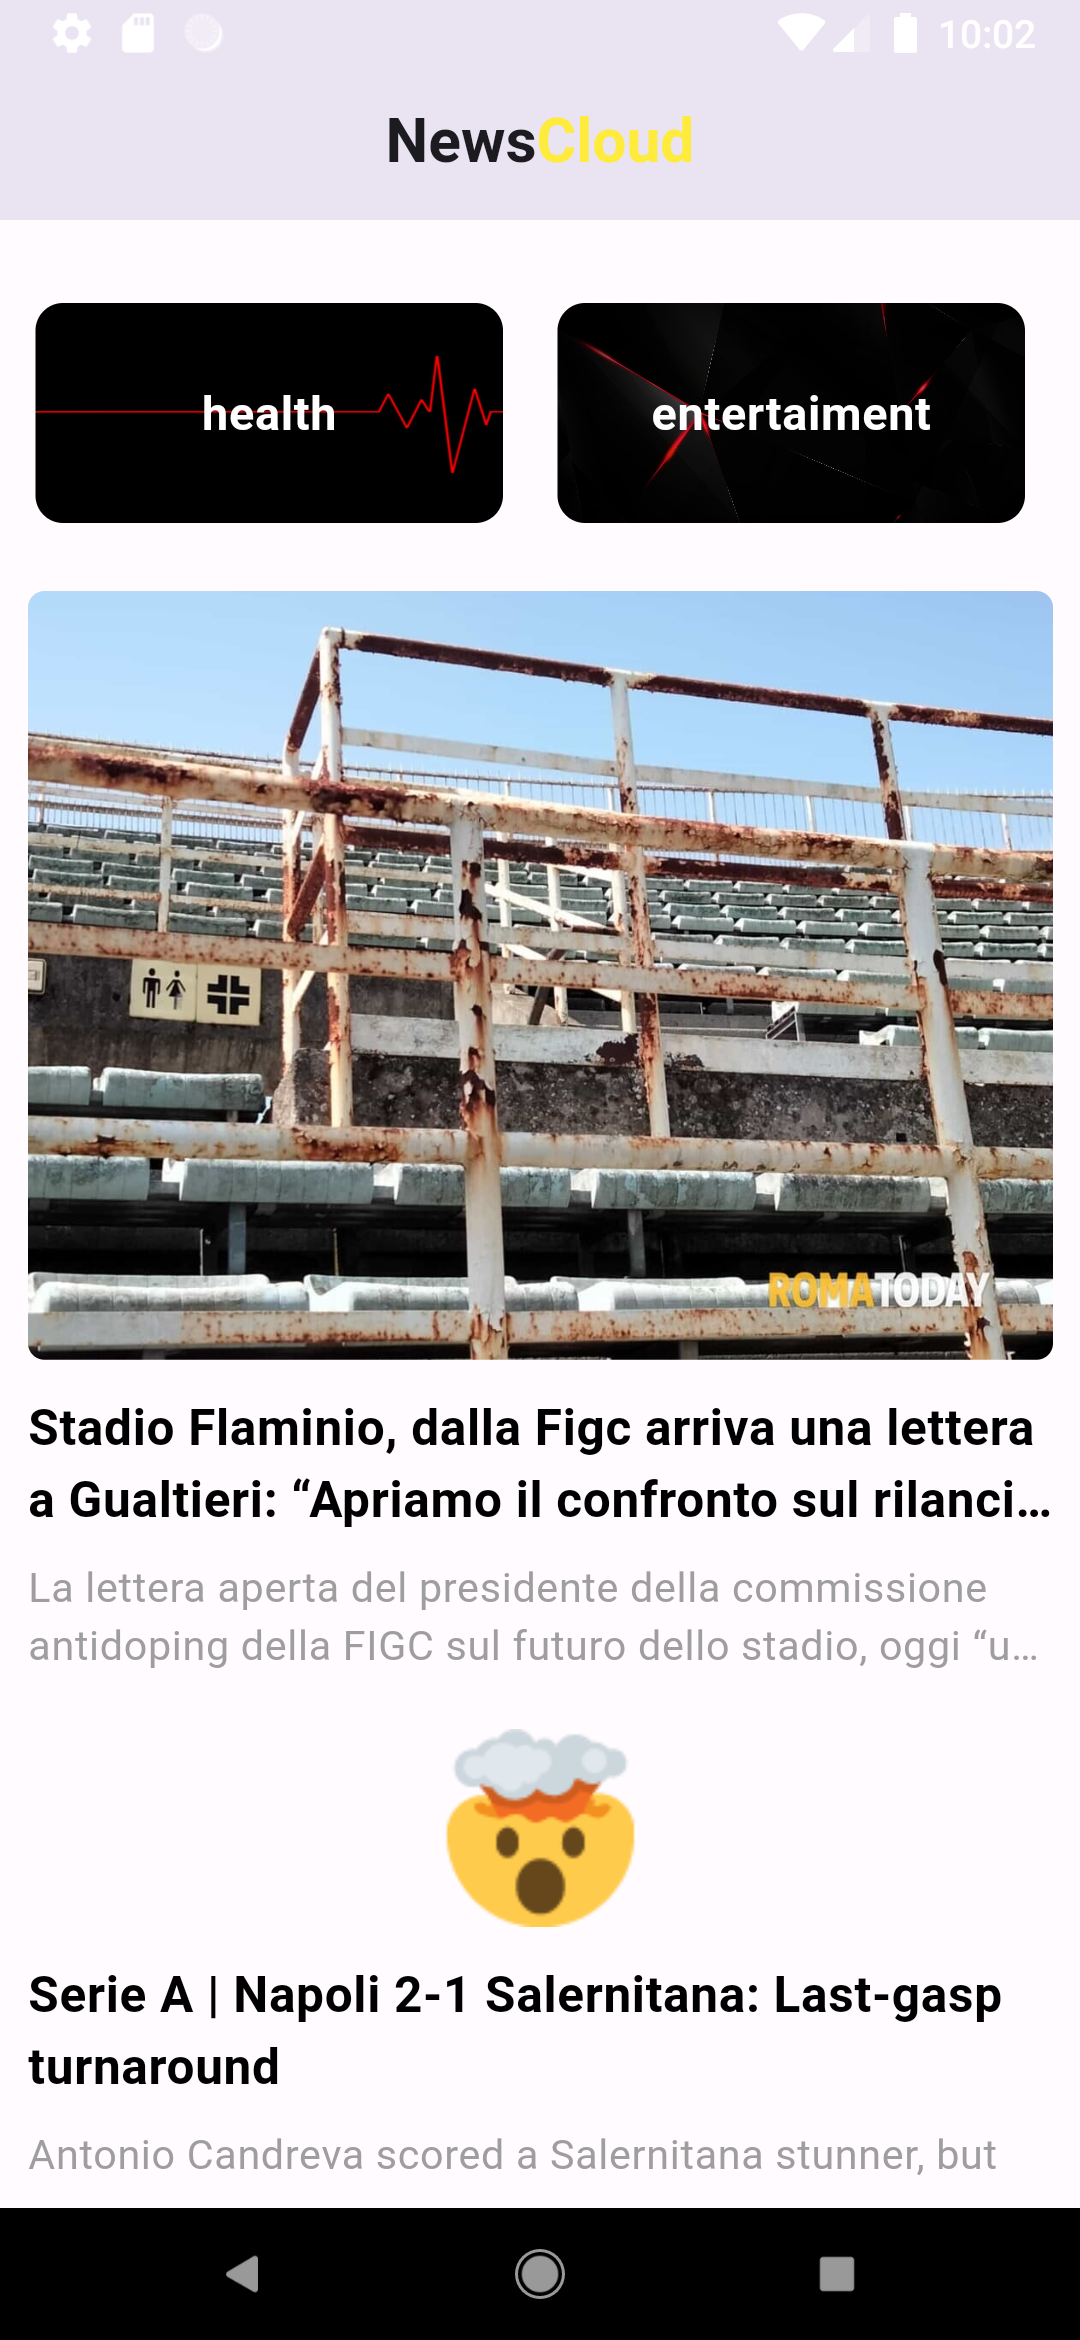 10:02
NewsCloud
health
entertaiment
ROMATODAY
Stadio Flaminio, dalla Figc arriva una lettera
a Gualtieri: “Apriamo il confronto sul rilanci…
La lettera aperta del presidente della commissione
antidoping della FIGC sul futuro dello stadio, oggi “u…
Serie A | Napoli 2-1 Salernitana: Last-gasp
turnaround
Antonio Candreva scored a Salernitana stunner, but